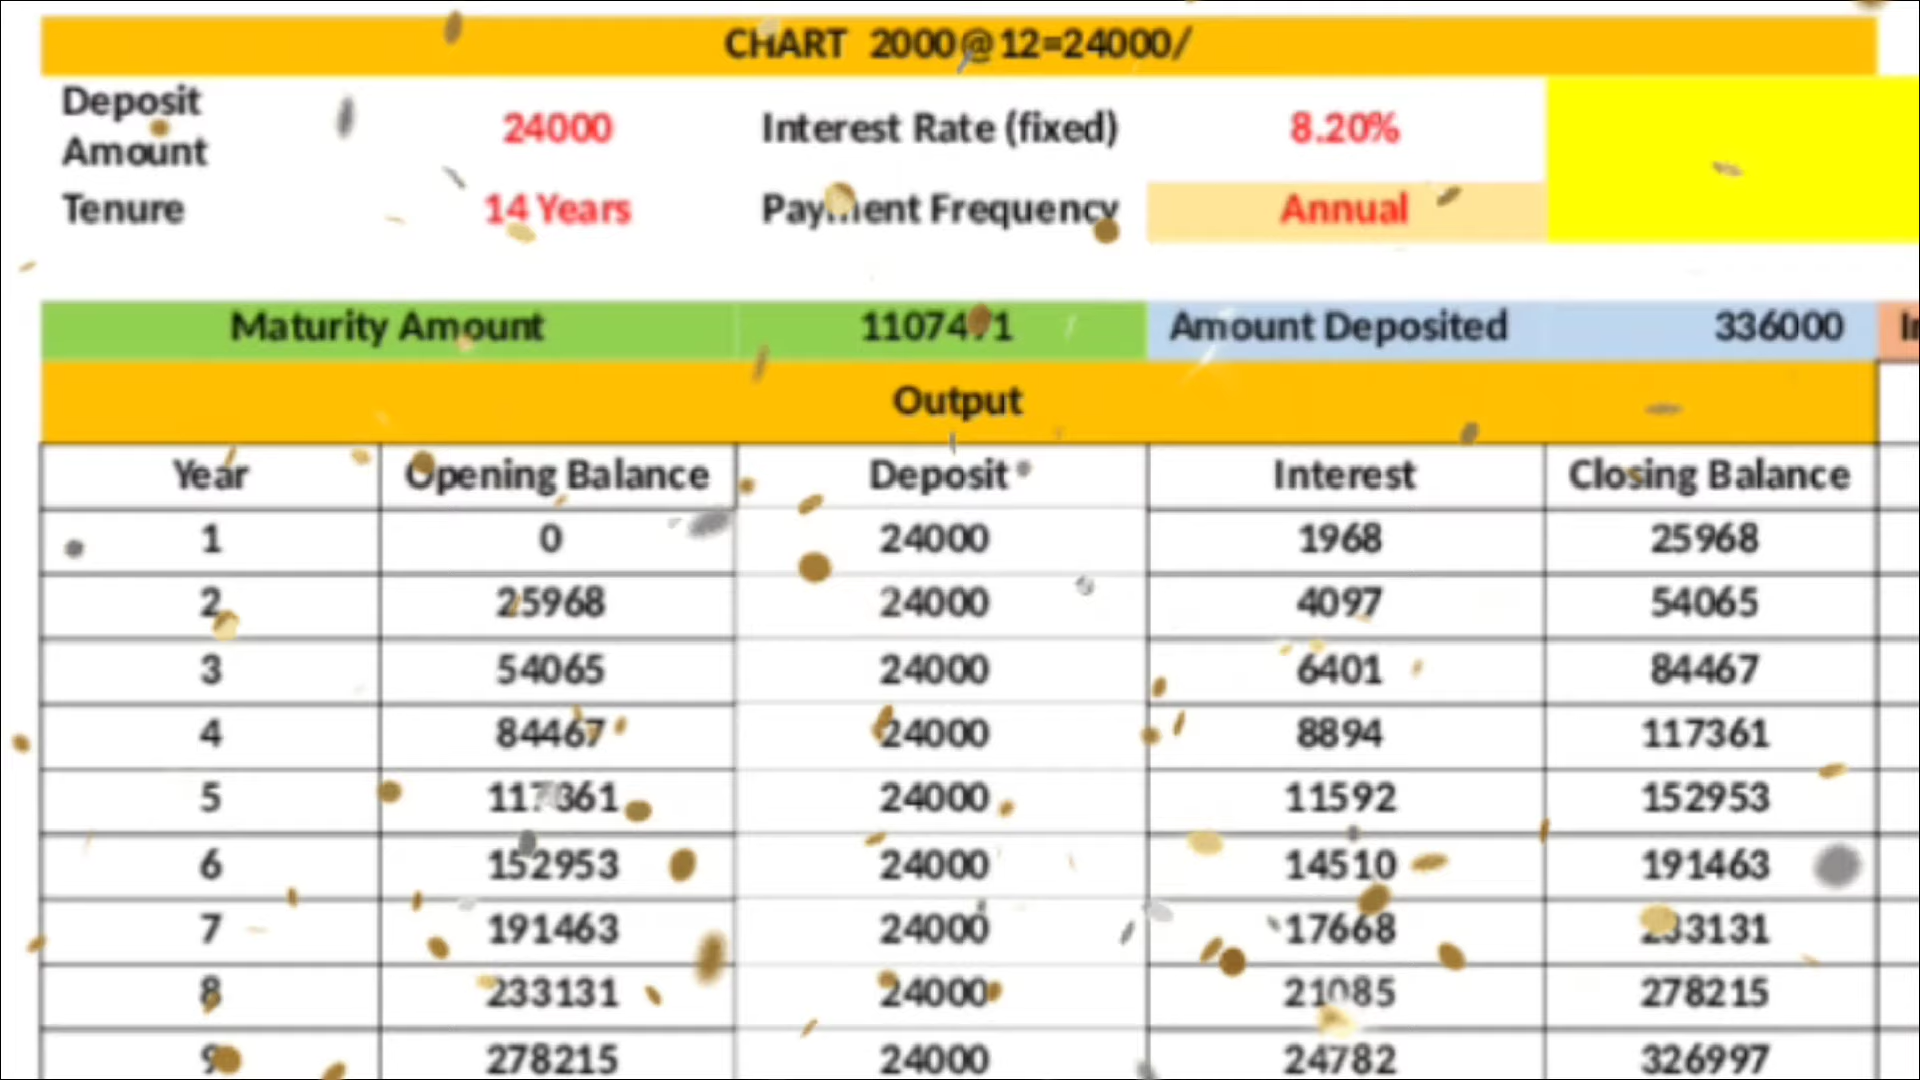 CHART 2000@12=24000/
Deposit Amount 24000 Interest Rate (fixed) 8.20%
Tenure 14 Years Payment Frequency Annual
Maturity Amount Amount Deposited 336000
Output
Year Opening Balance Deposit Interest Closing Balance
1 0 24000 1968 25968
2 25968 24000 4097 54065
3 54065 24000 6401 84467
4 84467 24000 8894 117361
5 117361 24000 11592 152953
6 152953 24000 14510 191463
7 191463 24000 17668 233131
8 233131 24000 21085 278215
9 278215 24000 24782 326997